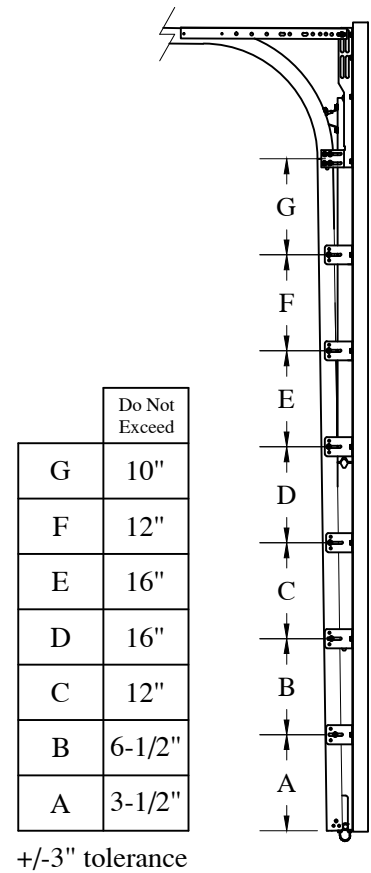 G
F
E
D
C
B
A
Do Not
Exceed
G 10"
F 12"
E 16"
D 16"
C 12"
B 6-1/2"
A 3-1/2"
+/-3" tolerance